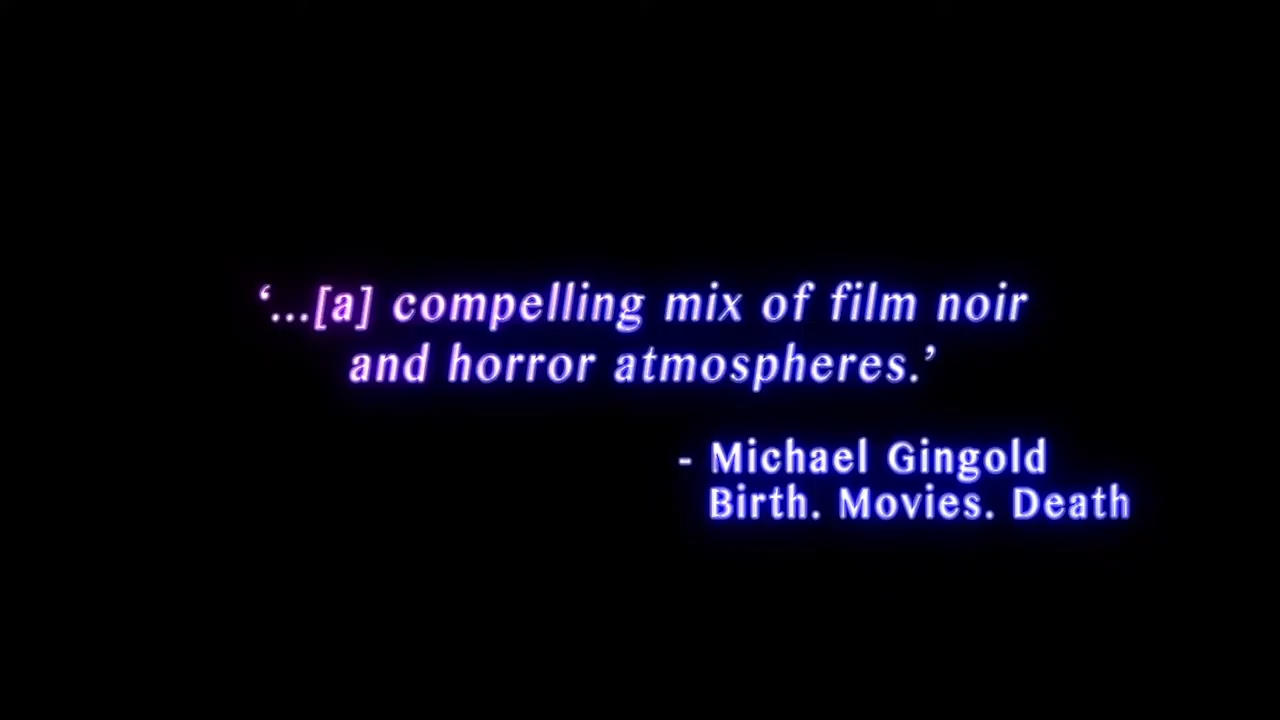 ‘...[a] compelling mix of film noir
and horror atmospheres.’
- Michael Gingold
Birth. Movies. Death